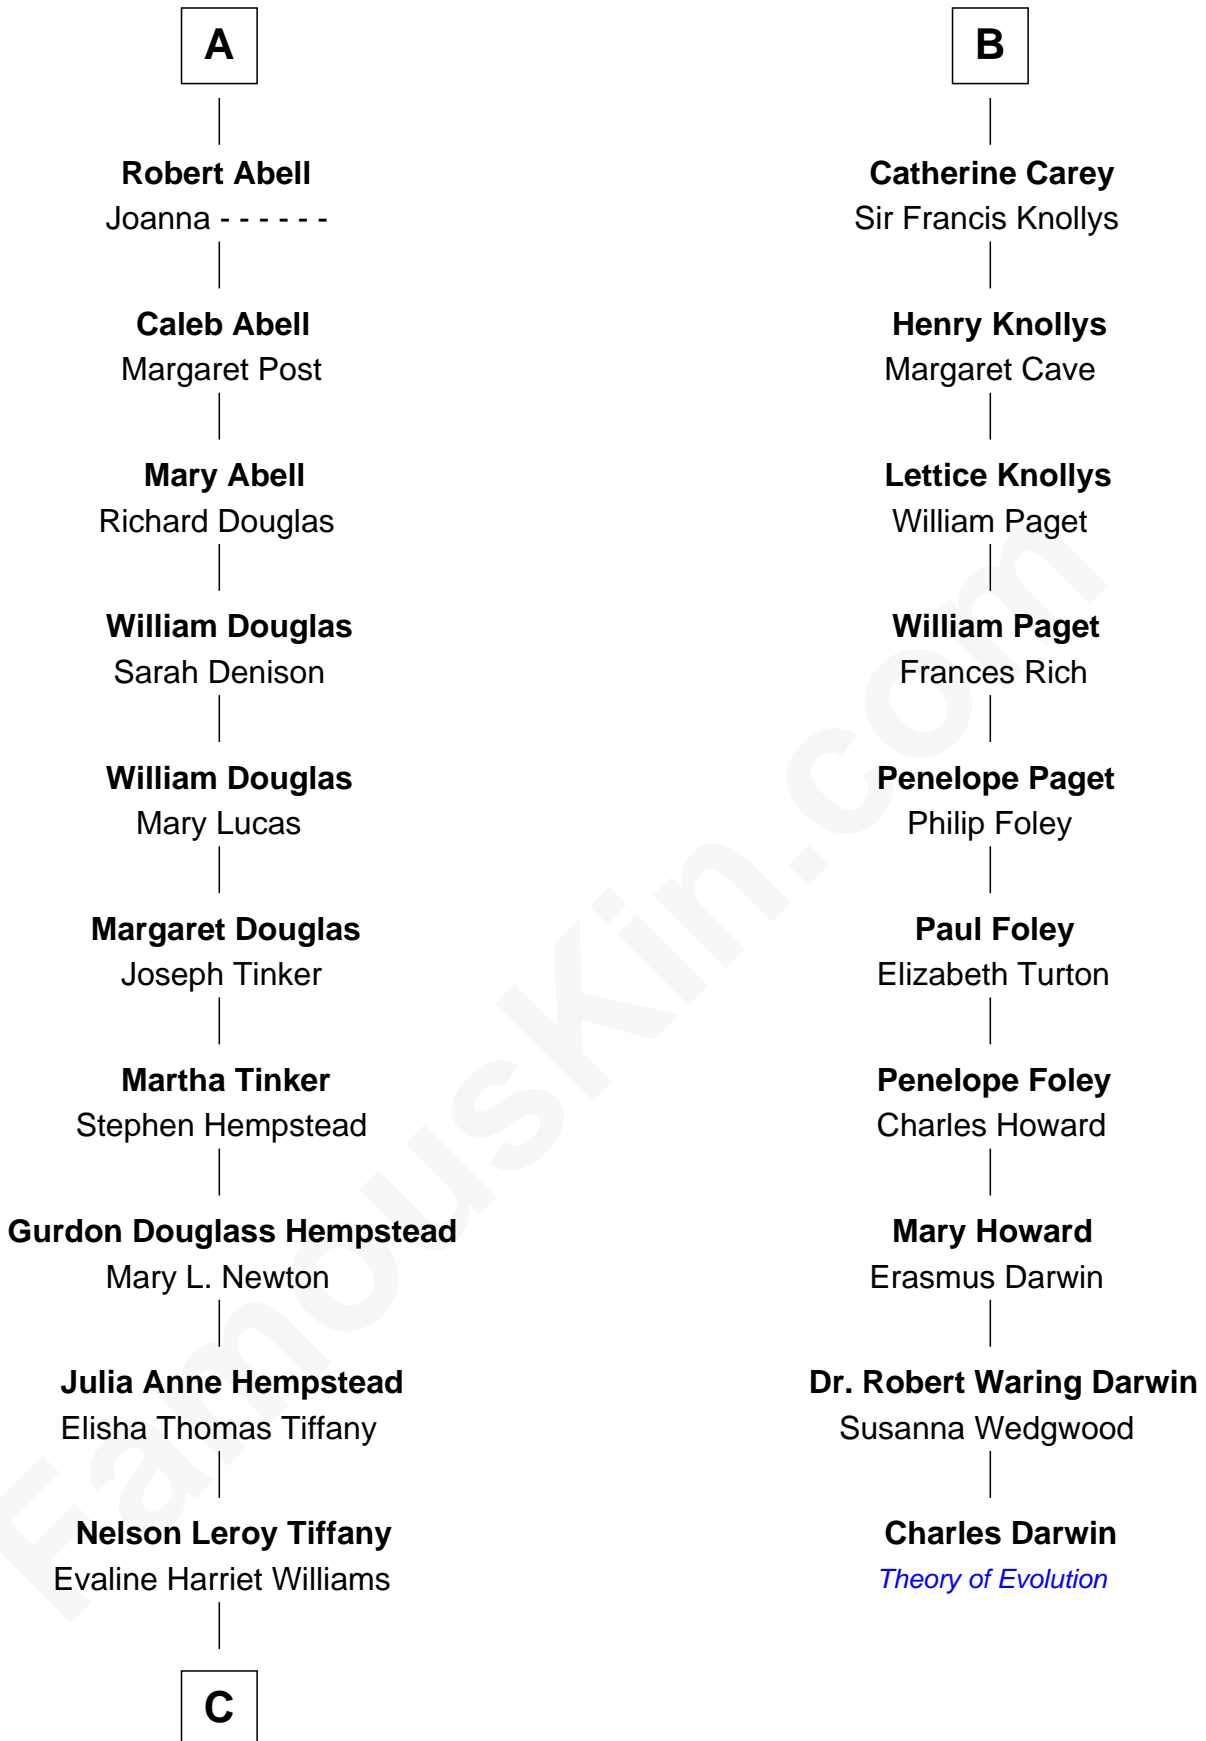 A
Robert Abell
Joanna - - - - - -
Caleb Abell
Margaret Post
Mary Abell
Richard Douglas
William Douglas
Sarah Denison
William Douglas
Mary Lucas
Margaret Douglas
Joseph Tinker
Martha Tinker
Stephen Hempstead
Gurdon Douglass Hempstead
Mary L. Newton
Julia Anne Hempstead
Elisha Thomas Tiffany
Nelson Leroy Tiffany
Evaline Harriet Williams
C
B
Catherine Carey
Sir Francis Knollys
Henry Knollys
Margaret Cave
Lettice Knollys
William Paget
William Paget
Frances Rich
Penelope Paget
Philip Foley
Paul Foley
Elizabeth Turton
Penelope Foley
Charles Howard
Mary Howard
Erasmus Darwin
Dr. Robert Waring Darwin
Susanna Wedgwood
Charles Darwin
Theory of Evolution
FamousKin.com